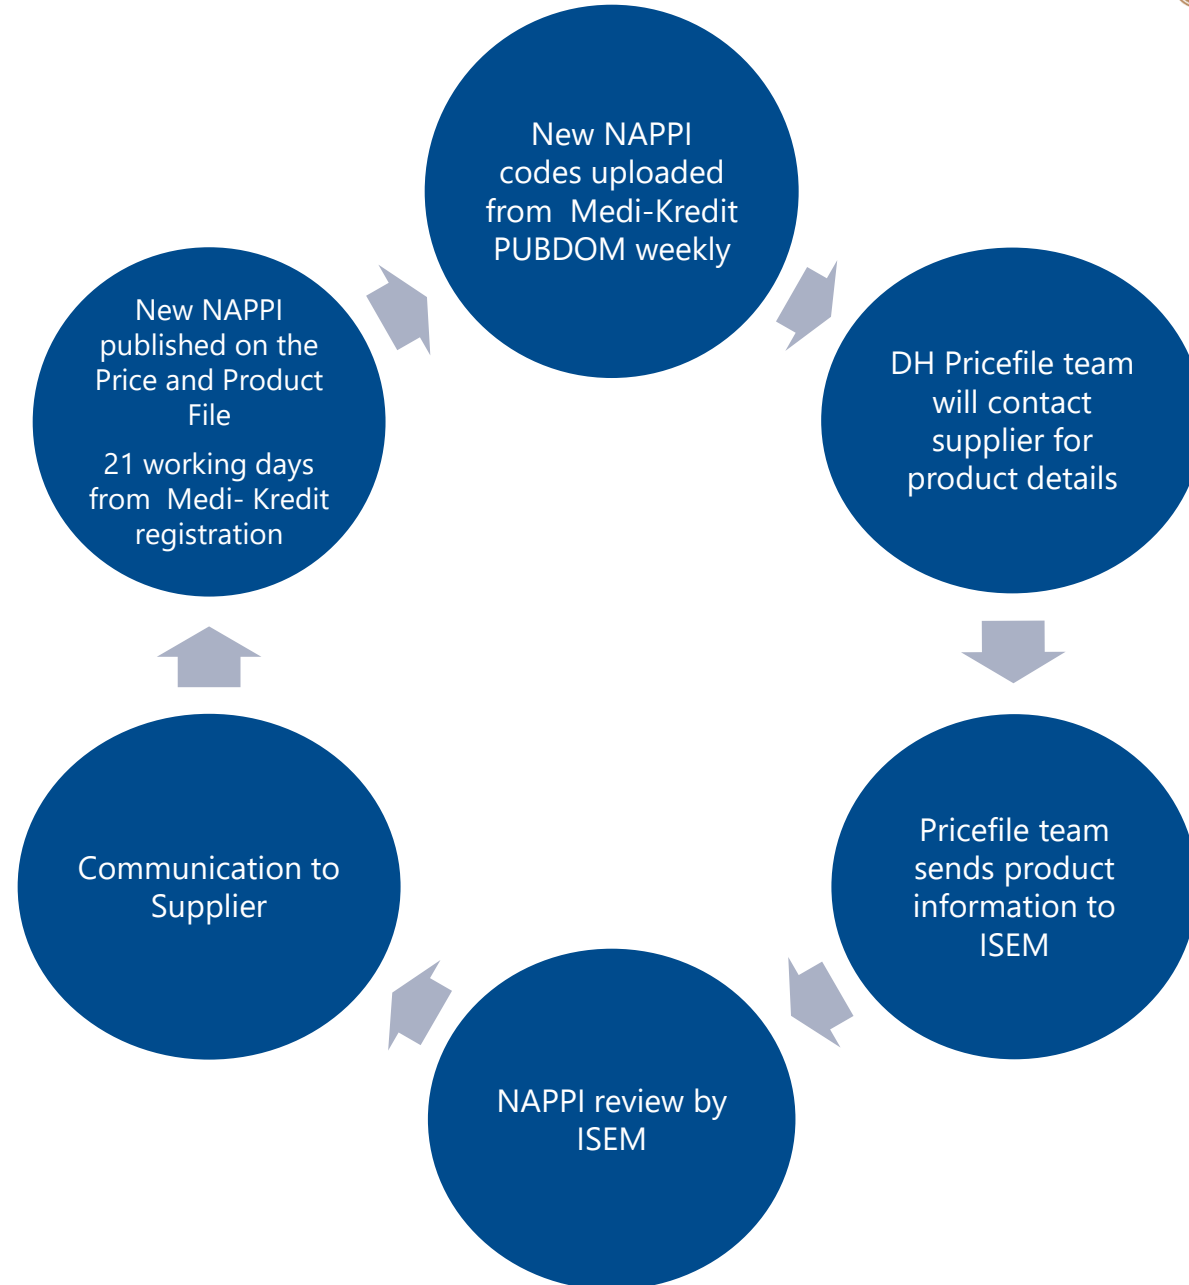 New NAPPI
codes uploaded
from  Medi-Kredit
PUBDOM weekly
DH Pricefile team
will contact
supplier for
product details
Pricefile team
sends product
information to
ISEM
NAPPI review by
ISEM
Communication to
Supplier
New NAPPI
published on the
Price and Product
File
21 working days
from  Medi- Kredit
registration